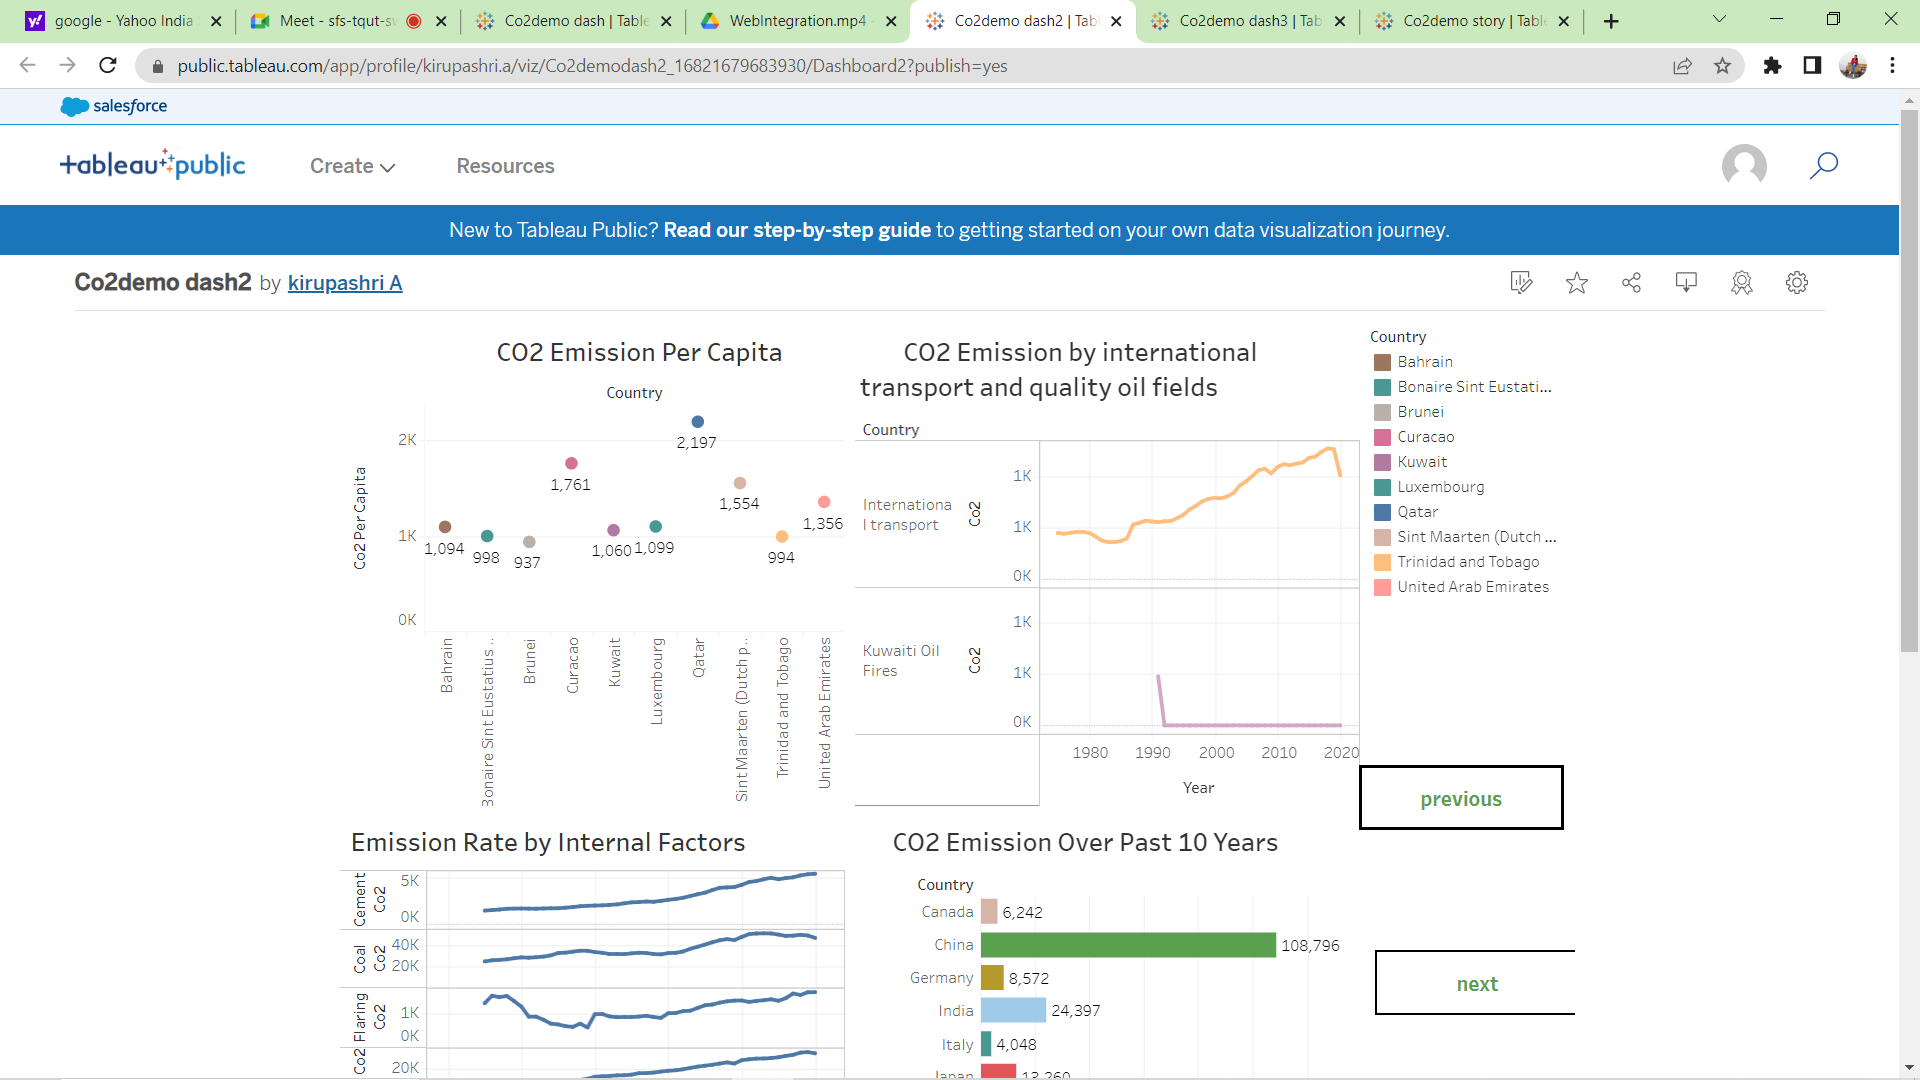 google - Yahoo India
Meet - sfs-tqut-sv
Co2demo dash | Table
WebIntegration.mp4 -
Co2demo dash2 | Tab
Co2demo dash3 | Tab
Co2demo story | Table
public.tableau.com/app/profile/kirupashri.a/viz/Co2demodash2_16821679683930/Dashboard2?publish=yes
salesforce
+ableau public
Create
Resources
New to Tableau Public? Read our step-by-step guide to getting started on your own data visualization journey.
Co2demo dash2 by kirupashri A
CO2 Emission Per Capita
Country
Co2 Per Capita
2K
1K
0K
1,094
998
937
1,761
1,060
1,099
2,197
1,554
994
1,356
Bahrain
Bonaire Sint Eustatius ..
Brunei
Curacao
Kuwait
Luxembourg
Qatar
Sint Maarten (Dutch p..
Trinidad and Tobago
United Arab Emirates
CO2 Emission by international
transport and quality oil fields
Country
Internationa
l transport
Co2
1K
1K
0K
Kuwaiti Oil
Fires
Co2
1K
1K
0K
1980
1990
2000
2010
2020
Year
Country
Bahrain
Bonaire Sint Eustati...
Brunei
Curacao
Kuwait
Luxembourg
Qatar
Sint Maarten (Dutch ...
Trinidad and Tobago
United Arab Emirates
previous
Emission Rate by Internal Factors
Cement
Co2
5K
0K
Coal
Co2
40K
20K
Flaring
Co2
1K
0K
Co2
20K
CO2 Emission Over Past 10 Years
Country
Canada 6,242
China 108,796
Germany 8,572
India 24,397
Italy 4,048
Japan 12,260
next